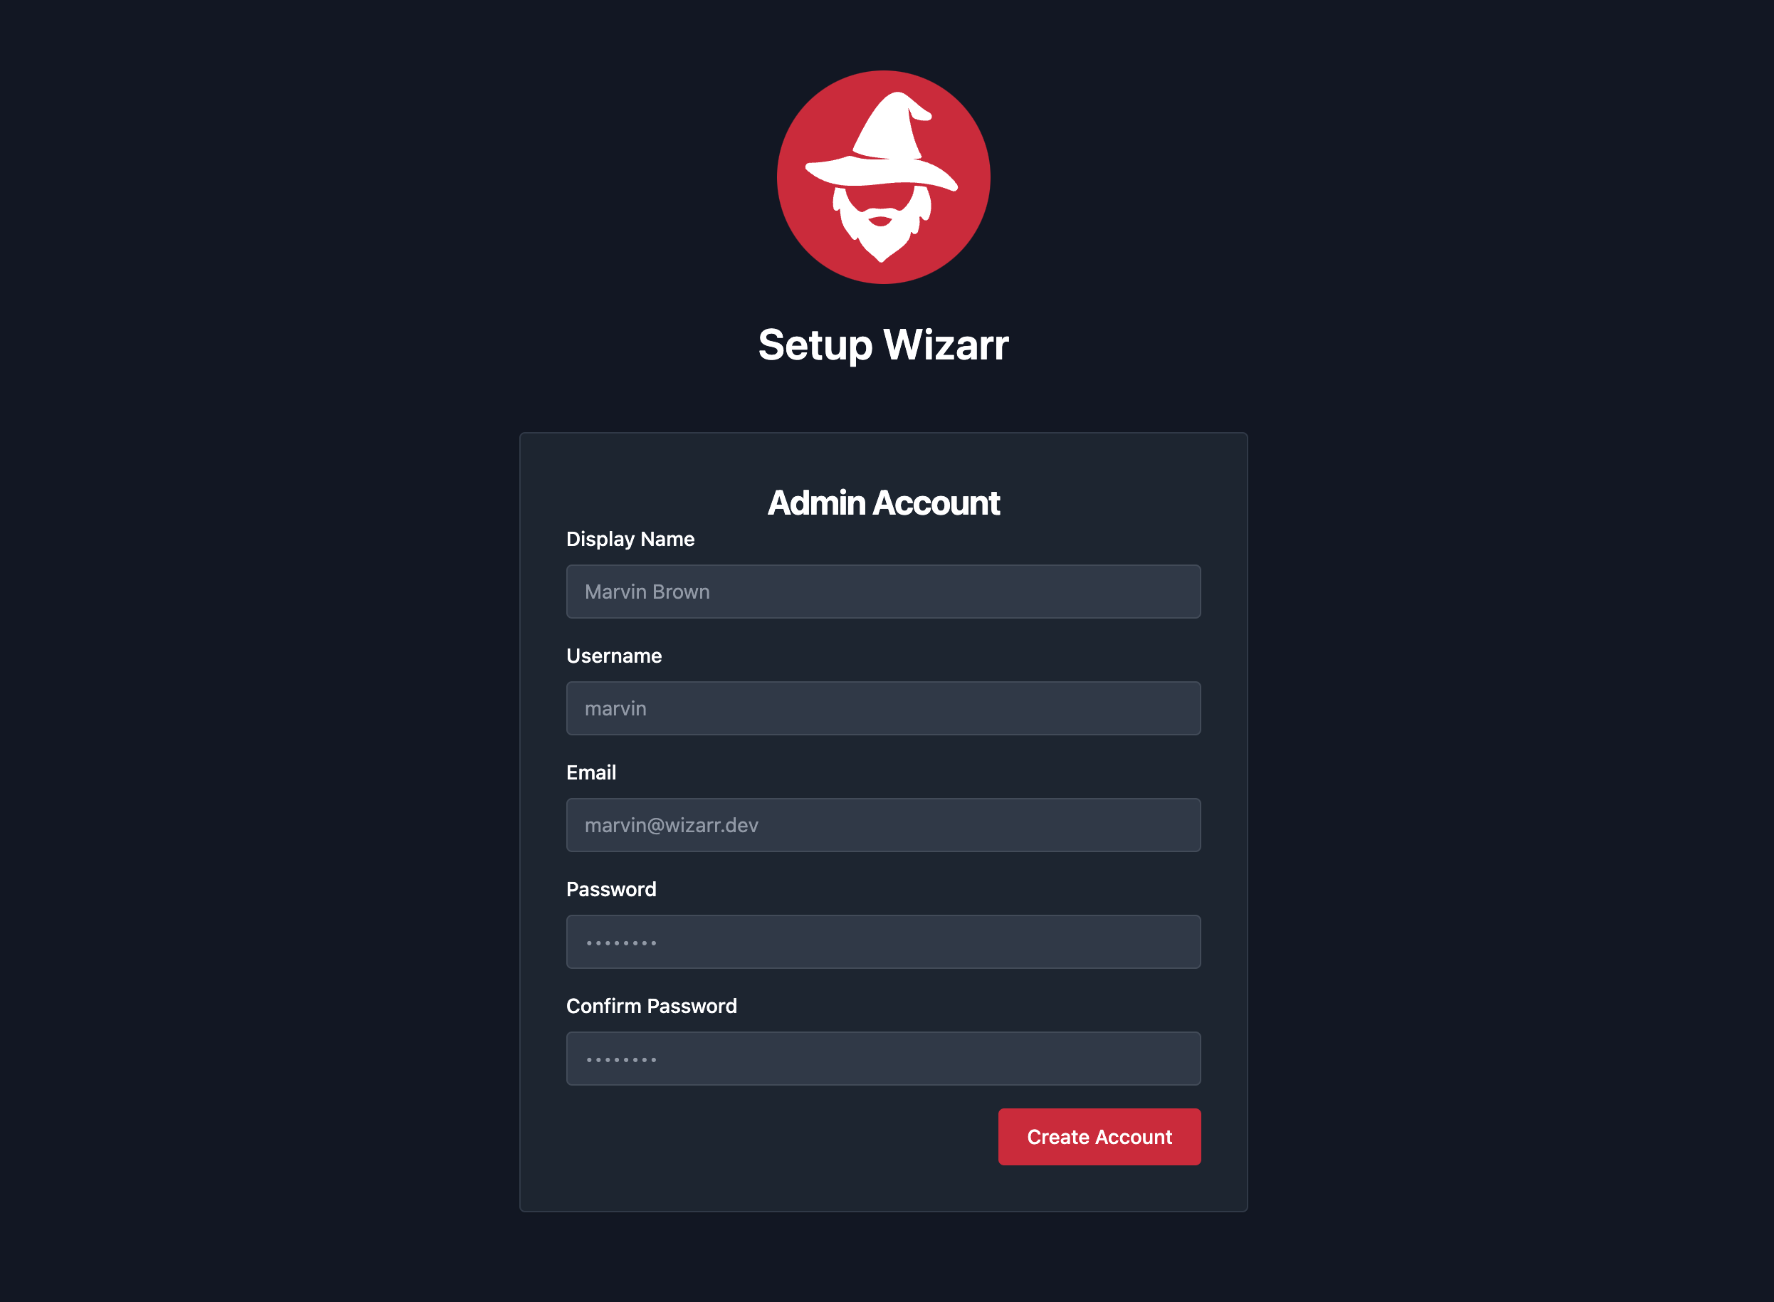 Setup Wizarr
Admin Account
Display Name
Marvin Brown
Username
marvin
Email
marvin@wizarr.dev
Password
••••••••
Confirm Password
••••••••
Create Account